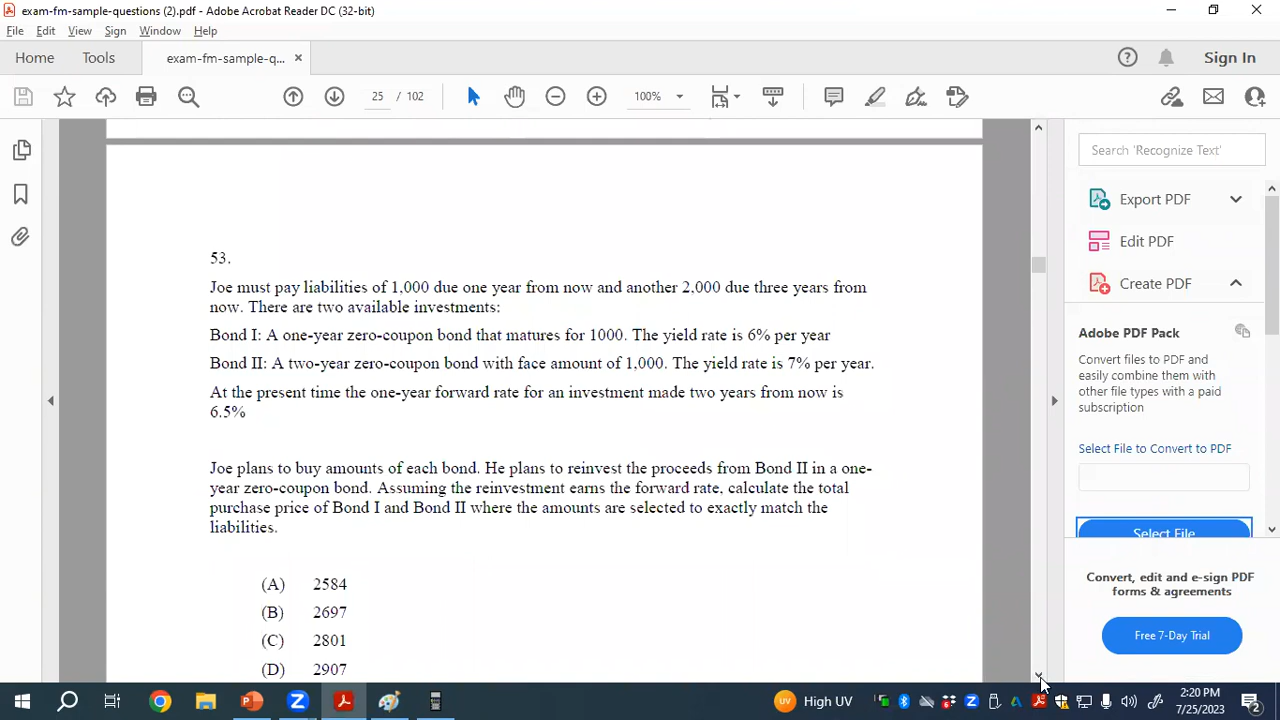 exam-fm-sample-questions (2).pdf - Adobe Acrobat Reader DC (32-bit)
File Edit View Sign Window Help
Home Tools exam-fm-sample-q... × Sign In
25 / 102 100%
Search 'Recognize Text'
Export PDF
Edit PDF
Create PDF
Adobe PDF Pack
Convert files to PDF and
easily combine them with
other file types with a paid
subscription
Select File to Convert to PDF
Select File
Convert, edit and e-sign PDF
forms & agreements
Free 7-Day Trial
53.
Joe must pay liabilities of 1,000 due one year from now and another 2,000 due three years from
now. There are two available investments:
Bond I: A one-year zero-coupon bond that matures for 1000. The yield rate is 6% per year
Bond II: A two-year zero-coupon bond with face amount of 1,000. The yield rate is 7% per year.
At the present time the one-year forward rate for an investment made two years from now is
6.5%
Joe plans to buy amounts of each bond. He plans to reinvest the proceeds from Bond II in a one-
year zero-coupon bond. Assuming the reinvestment earns the forward rate, calculate the total
purchase price of Bond I and Bond II where the amounts are selected to exactly match the
liabilities.
(A) 2584
(B) 2697
(C) 2801
(D) 2907
UV High UV
2:20 PM
7/25/2023
2